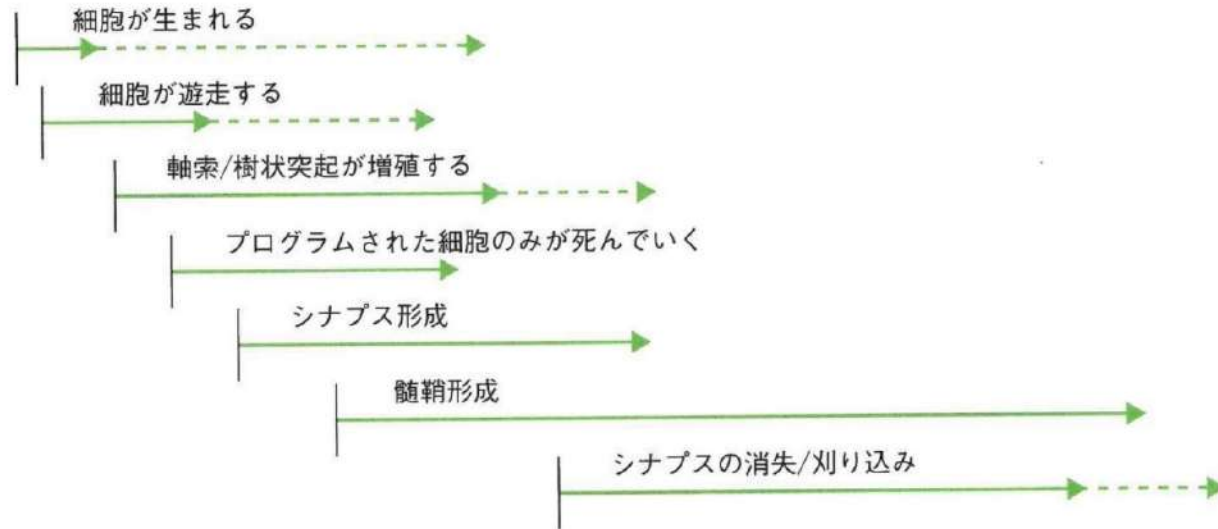 細胞が生まれる
細胞が遊走する
軸索/樹状突起が増殖する
プログラムされた細胞のみが死んでいく
シナプス形成
髄鞘形成
シナプスの消失/刈り込み